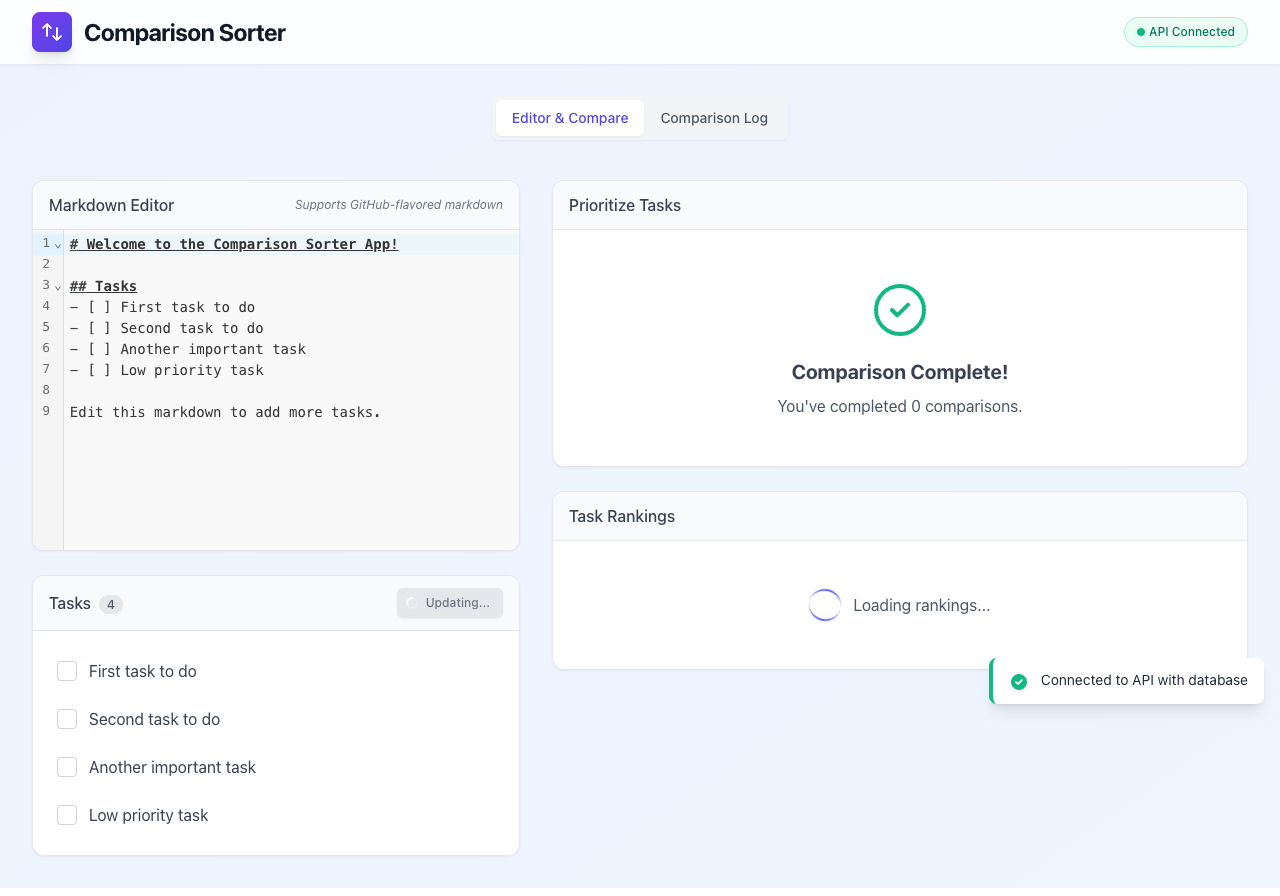 Comparison Sorter
API Connected
Editor & Compare
Comparison Log
Markdown Editor
Supports GitHub-flavored markdown
1 # Welcome to the Comparison Sorter App!
2
3 ## Tasks
4 - [ ] First task to do
5 - [ ] Second task to do
6 - [ ] Another important task
7 - [ ] Low priority task
8
9 Edit this markdown to add more tasks.
Tasks 4
Updating...
First task to do
Second task to do
Another important task
Low priority task
Prioritize Tasks
Comparison Complete!
You've completed 0 comparisons.
Task Rankings
Loading rankings...
Connected to API with database